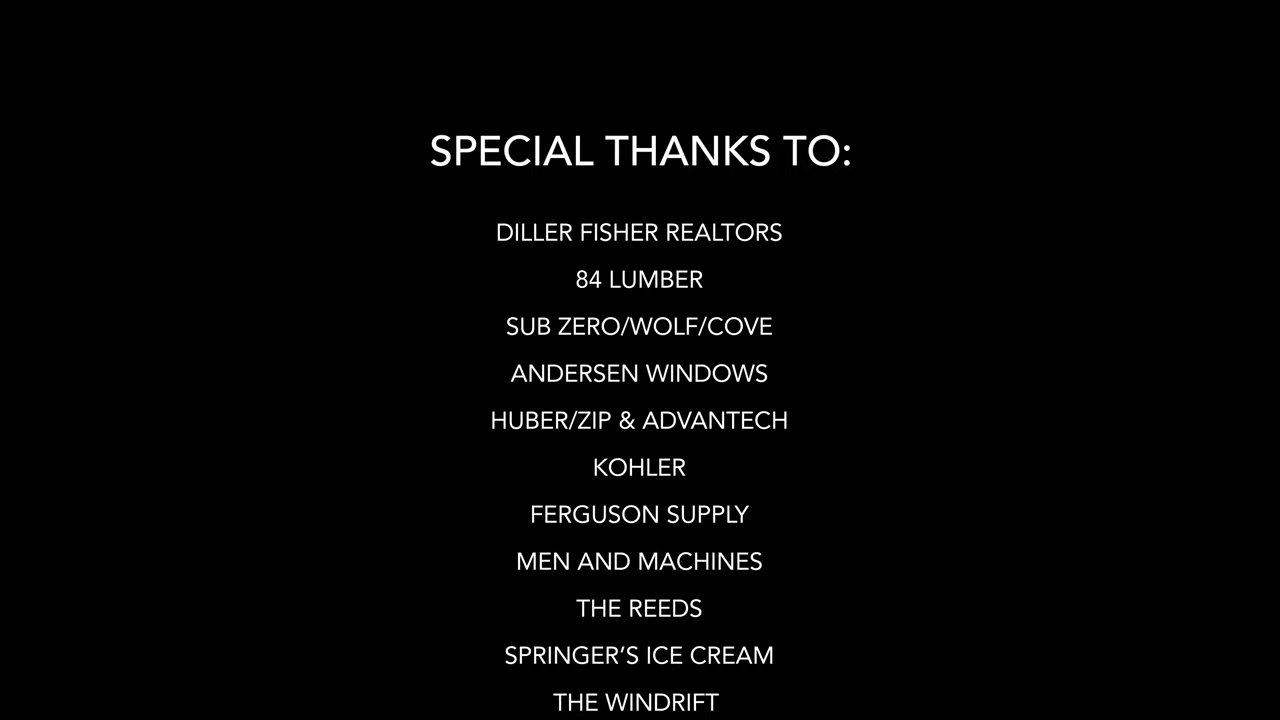 SPECIAL THANKS TO:
DILLER FISHER REALTORS
84 LUMBER
SUB ZERO/WOLF/COVE
ANDERSEN WINDOWS
HUBER/ZIP & ADVANTECH
KOHLER
FERGUSON SUPPLY
MEN AND MACHINES
THE REEDS
SPRINGER’S ICE CREAM
THE WINDRIFT